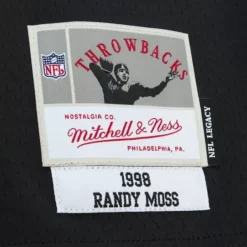 THROWBACKS
NFL
NOSTALGIA CO.
Mitchell & Ness
PHILADELPHIA, PA.
NFL LEGACY
1998
RANDY MOSS